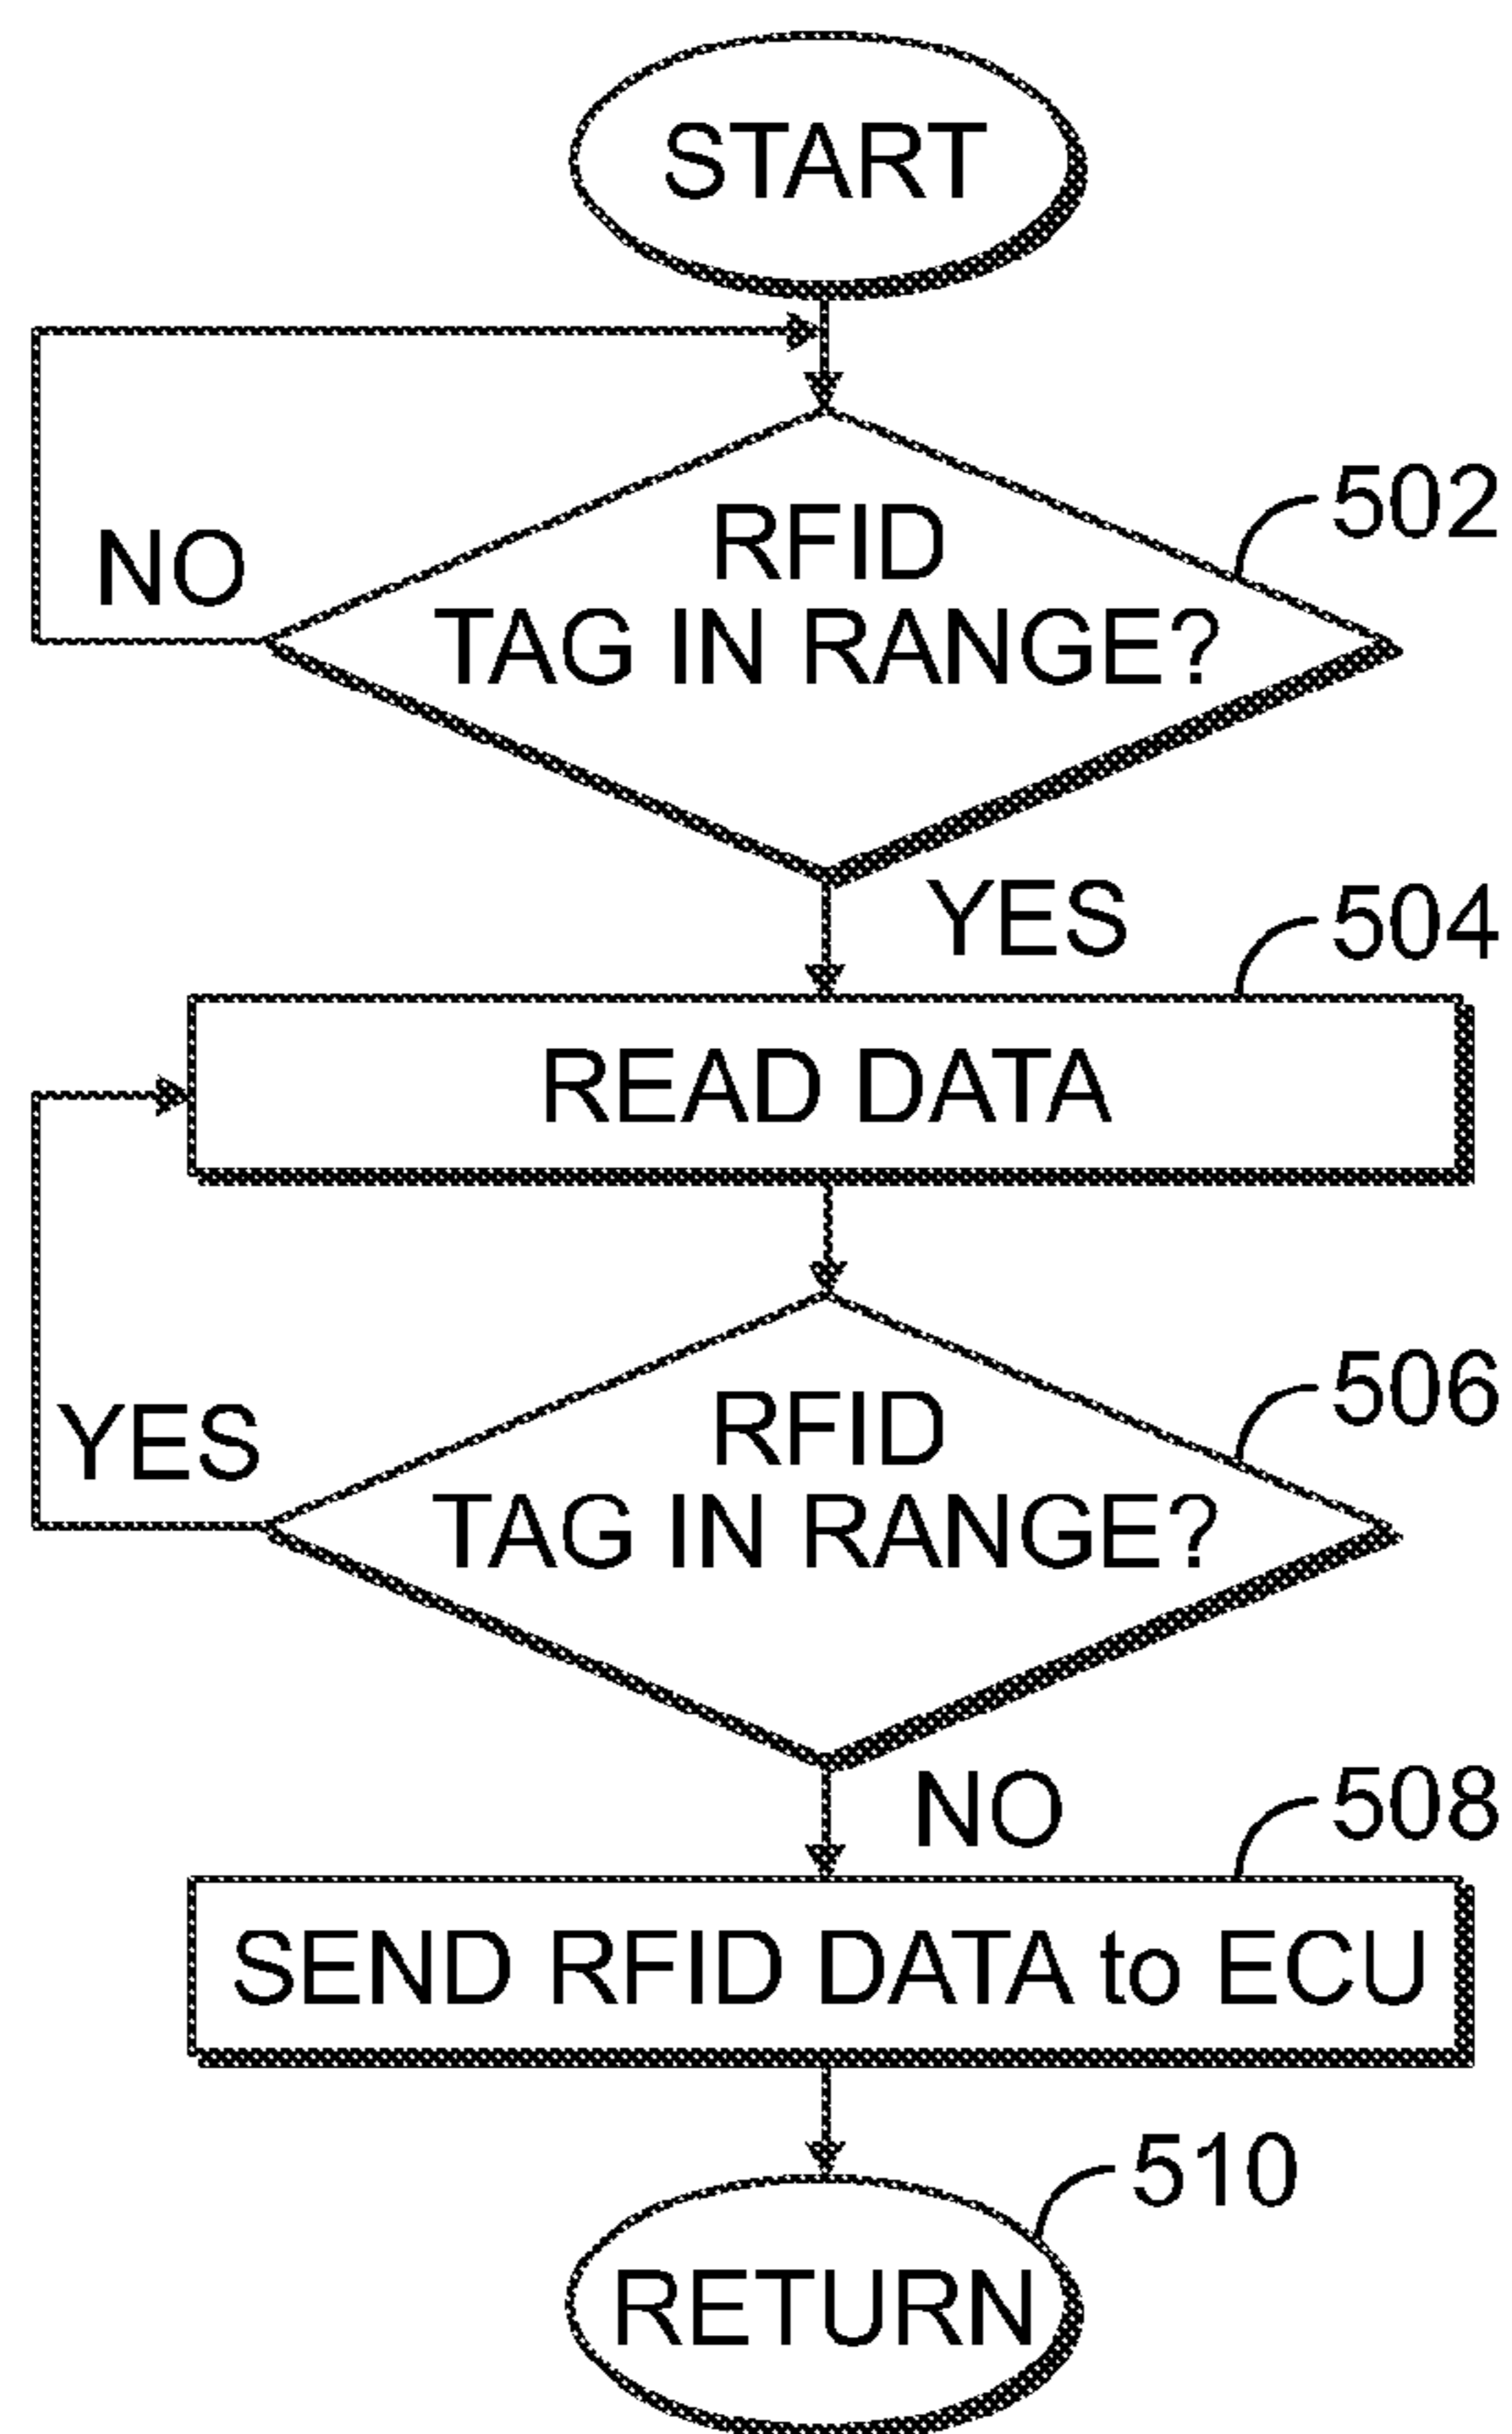 START
502
RFID
TAG IN RANGE?
NO
YES
504
READ DATA
506
RFID
TAG IN RANGE?
YES
NO
508
SEND RFID DATA to ECU
510
RETURN